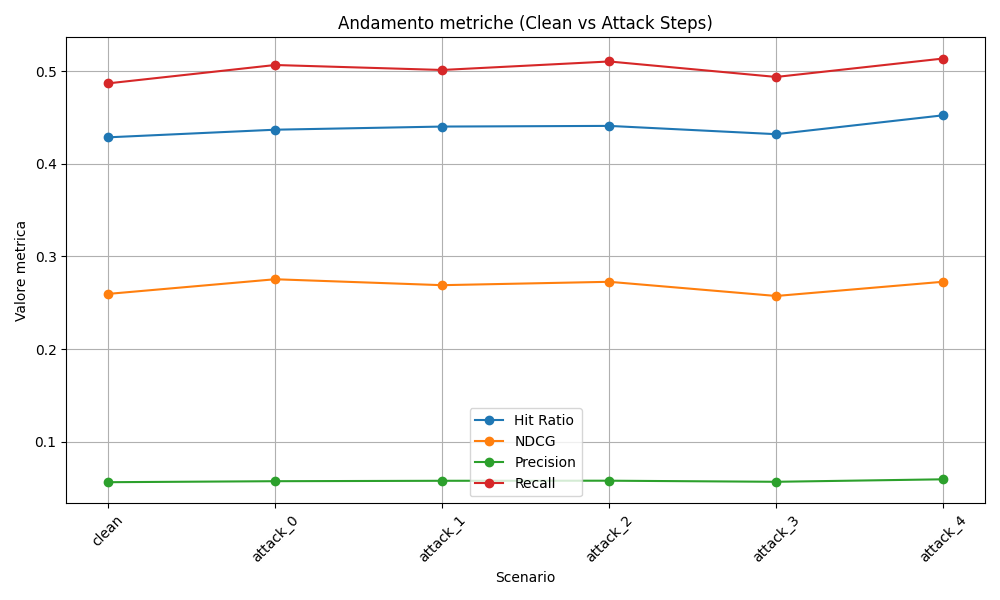 Andamento metriche (Clean vs Attack Steps)
Valore metrica
0.5
0.4
0.3
0.2
0.1
Hit Ratio
NDCG
Precision
Recall
clean
attack_0
attack_1
attack_2
attack_3
attack_4
Scenario